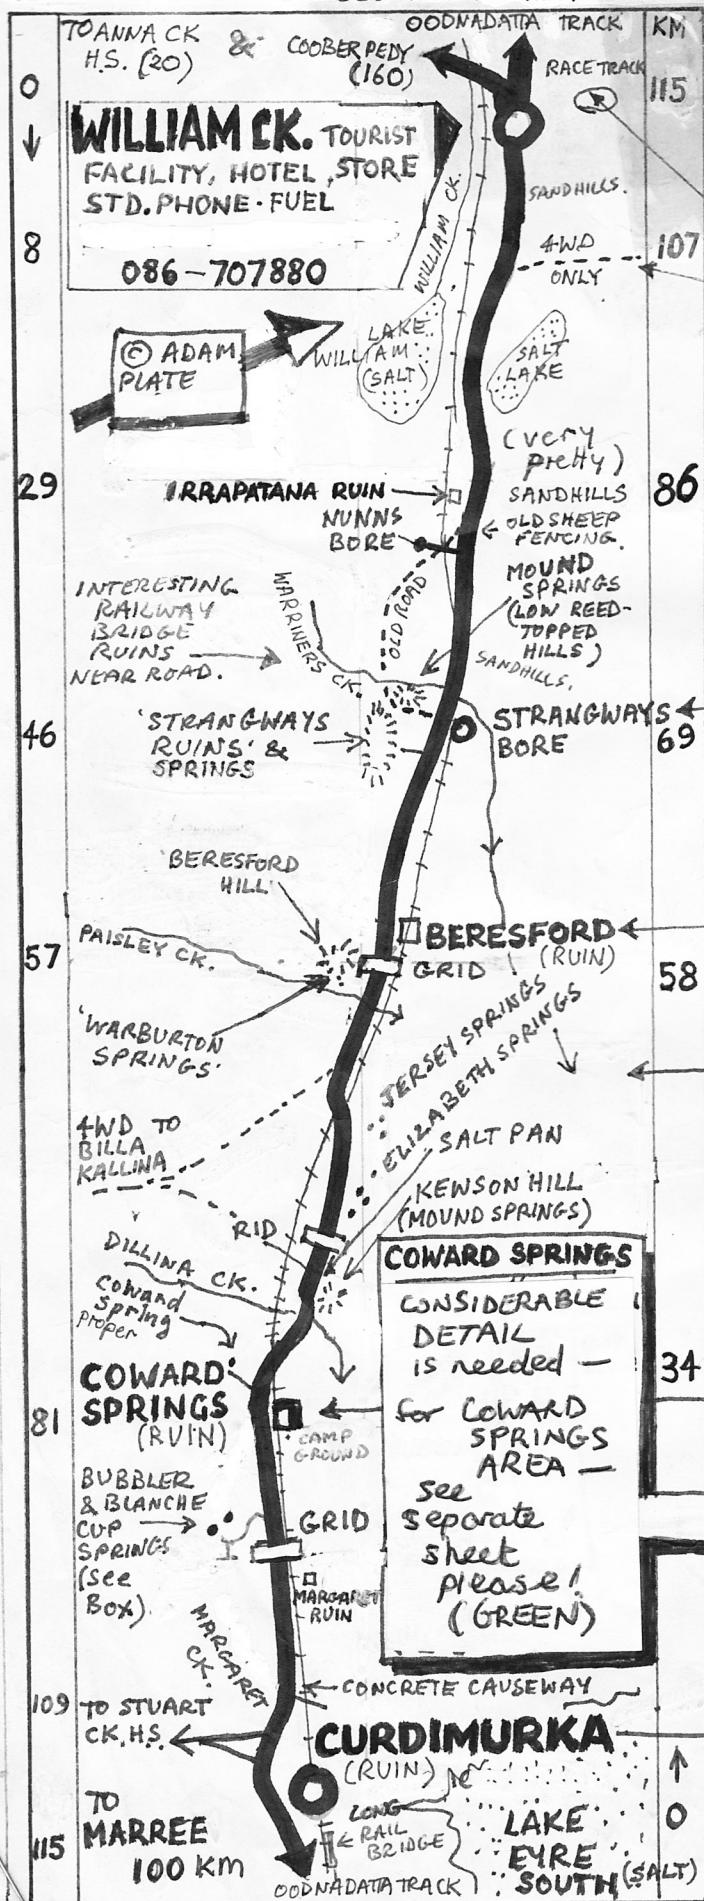 TO ANNA CK
H.S. (20)
&
COOBER PEDY
(160)
OODNADATTA TRACK
KM
0
RACETRACK
115
WILLIAM CK. TOURIST
FACILITY, HOTEL, STORE
STD. PHONE · FUEL
086-707880
WILLIAM CK.
SANDHILLS.
8
4WD
ONLY
107
© ADAM
PLATE
LAKE
WILLIAM
(SALT)
SALT
LAKE
(very
pretty)
29
IRRAPATANA RUIN
SANDHILLS
86
NUNNS
BORE
OLD SHEEP
FENCING.
MOUND
SPRINGS
(LOW REED-
TOPPED
HILLS)
INTERESTING
RAILWAY
BRIDGE
RUINS
NEAR ROAD.
WARRINERS CK.
OLD ROAD
SANDHILLS.
46
'STRANGWAYS
RUINS' &
SPRINGS
STRANGWAYS
BORE
69
'BERESFORD
HILL'
PAISLEY CK.
57
BERESFORD
(RUIN)
GRID
58
'WARBURTON
SPRINGS'
JERSEY SPRINGS
ELIZABETH SPRINGS
4WD TO
BILLA
KALLINA
SALT PAN
KEWSON HILL
(MOUND SPRINGS)
RID
DILLINA CK.
Coward
Spring
Proper
COWARD SPRINGS
CONSIDERABLE
DETAIL
is needed —
for COWARD
SPRINGS
AREA —
see
separate
sheet
please!
(GREEN)
34
COWARD
SPRINGS
(RUIN)
81
CAMP
GROUND
BUBBLER
& BLANCHE
CUP
SPRINGS
(See
Box)
GRID
MARGARET
RUIN
MARGARET
CK.
CONCRETE CAUSEWAY
109
TO STUART
CK. H.S.
CURDIMURKA
(RUIN)
TO
MARREE
100 KM
115
LONG
RAIL
BRIDGE
LAKE
EYRE
SOUTH (SALT)
0
OODNADATTA TRACK